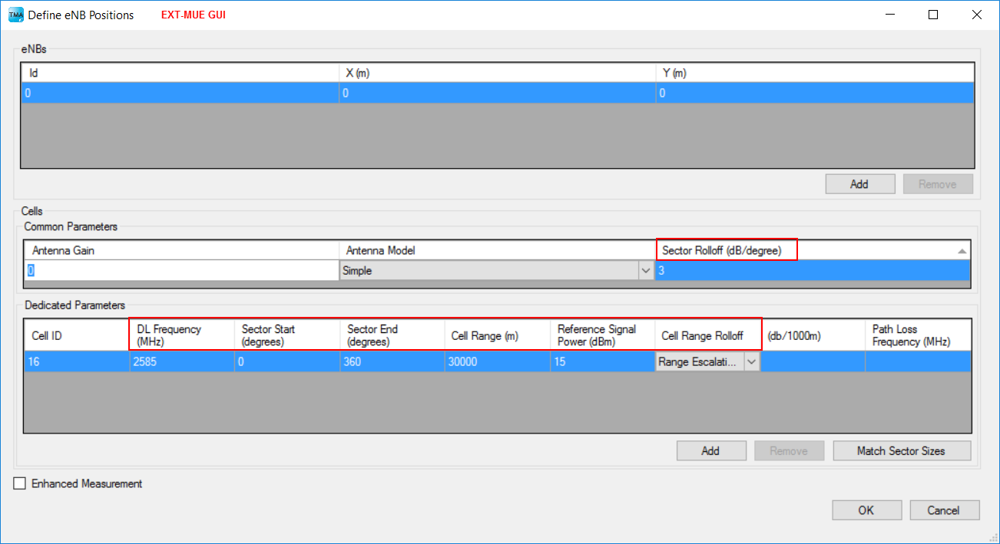 TMA Define eNB Positions EXT-MUE GUI
eNBs
Id X (m) Y (m)
0 0 0
Add Remove
Cells
Common Parameters
Antenna Gain Antenna Model Sector Rolloff (dB/degree)
0 Simple 3
Dedicated Parameters
Cell ID DL Frequency (MHz) Sector Start (degrees) Sector End (degrees) Cell Range (m) Reference Signal Power (dBm) Cell Range Rolloff (db/1000m) Path Loss Frequency (MHz)
16 2585 0 360 30000 15 Range Escalati...
Add Remove Match Sector Sizes
Enhanced Measurement
OK Cancel